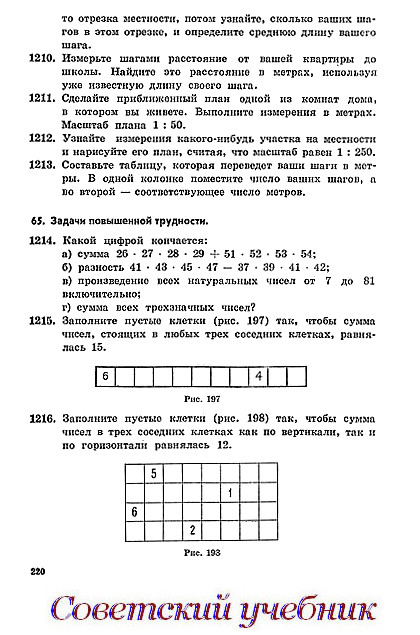 то отрезка местности, потом узнайте, сколько ваших ша-
гов в этом отрезке, и определите среднюю длину вашего
шага.
1210. Измерьте шагами расстояние от вашей квартиры до
школы. Найдите это расстояние в метрах, используя
уже известную длину своего шага.
1211. Сделайте приближенный план одной из комнат дома,
в котором вы живете. Выполните измерения в метрах.
Масштаб плана 1 : 50.
1212. Узнайте измерения какого-нибудь участка на местности
и нарисуйте его план, считая, что масштаб равен 1 : 250.
1213. Составьте таблицу, которая переведет ваши шаги в мет-
ры. В одной колонке поместите число ваших шагов, а
во второй — соответствующее число метров.
65. Задачи повышенной трудности.
1214. Какой цифрой кончается:
а) сумма 26 · 27 · 28 · 29 + 51 · 52 · 53 · 54;
б) разность 41 · 43 · 45 · 47 — 37 · 39 · 41 · 42;
в) произведение всех натуральных чисел от 7 до 81
включительно;
г) сумма всех трехзначных чисел?
1215. Заполните пустые клетки (рис. 197) так, чтобы сумма
чисел, стоящих в любых трех соседних клетках, равня-
лась 15.
6 4
Рис. 197
1216. Заполните пустые клетки (рис. 198) так, чтобы сумма
чисел в трех соседних клетках как по вертикали, так и
по горизонтали равнялась 12.
5
1
6
2
Рис. 193
220
Советский учебник